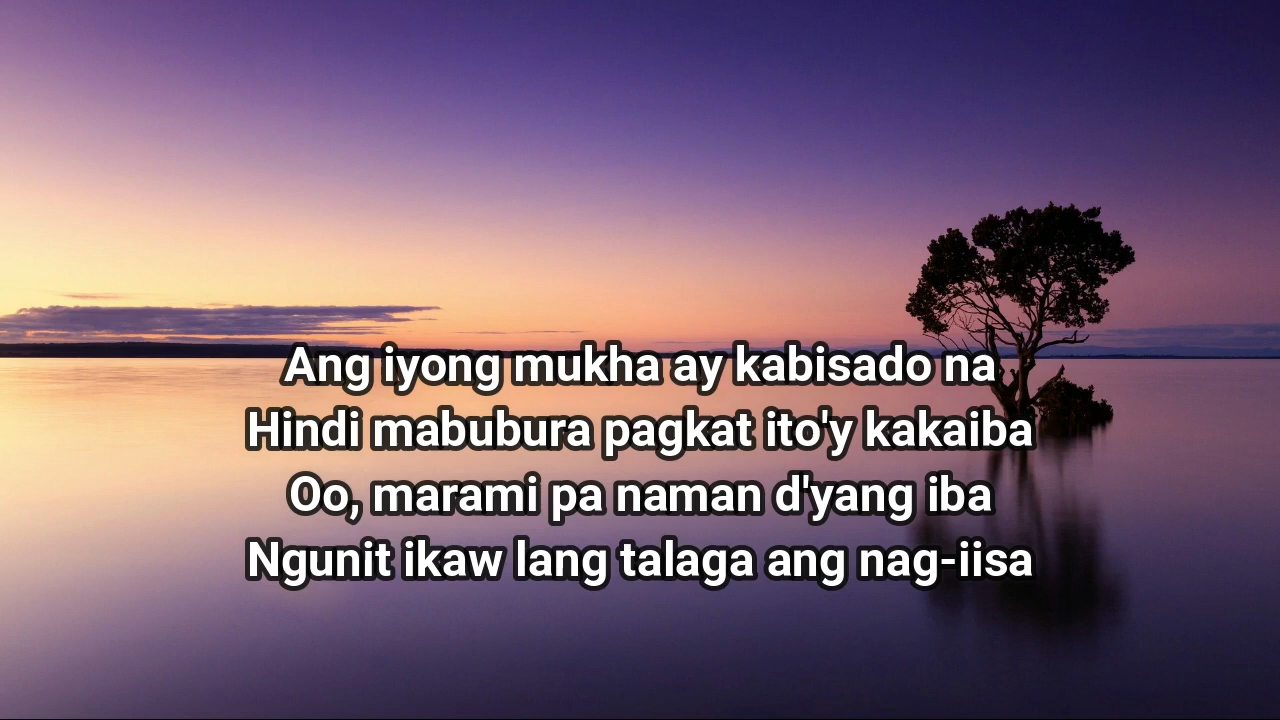 Ang iyong mukha ay kabisado na
Hindi mabubura pagkat ito'y kakaiba
Oo, marami pa naman d'yang iba
Ngunit ikaw lang talaga ang nag-iisa